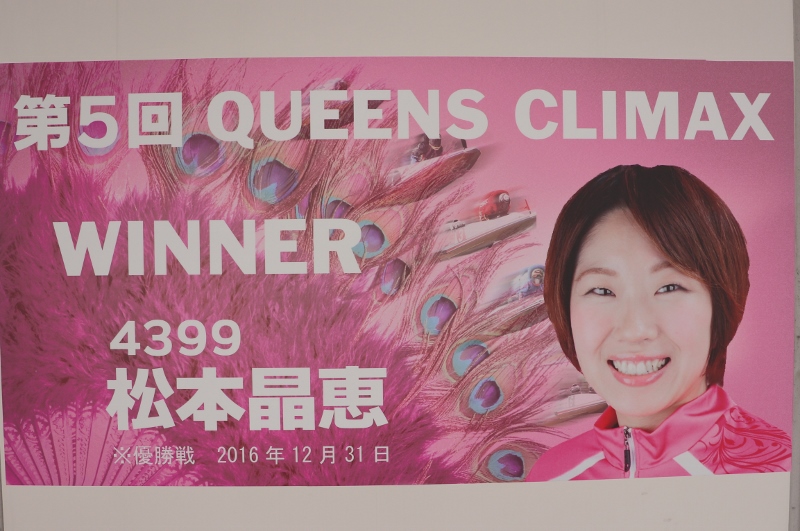 第5回 QUEENS CLIMAX
WINNER
4399
松本晶恵
※優勝戦　2016年12月31日